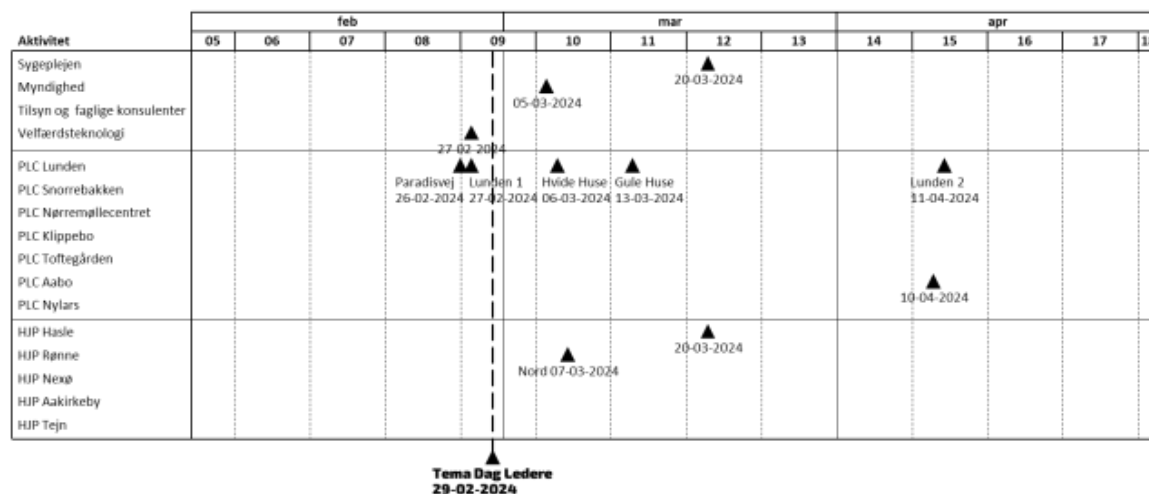 feb mar apr
Aktivitet 05 06 07 08 09 10 11 12 13 14 15 16 17
Sygeplejen
20-03-2024
Myndighed
05-03-2024
Tilsyn og faglige konsulenter
Velfærdsteknologi
27-02-2024
PLC Lunden
Paradisvej Lunden 1 Hvide Huse Gule Huse Lunden 2
26-02-2024 27-02-2024 06-03-2024 13-03-2024 11-04-2024
PLC Snorrebakken
PLC Nørremøllecentret
PLC Klippebo
PLC Toftegården
PLC Aabo
10-04-2024
PLC Nylars
HJP Hasle
20-03-2024
HJP Rønne
Nord 07-03-2024
HJP Nexø
HJP Aakirkeby
HJP Tejn
Tema Dag Ledere
29-02-2024